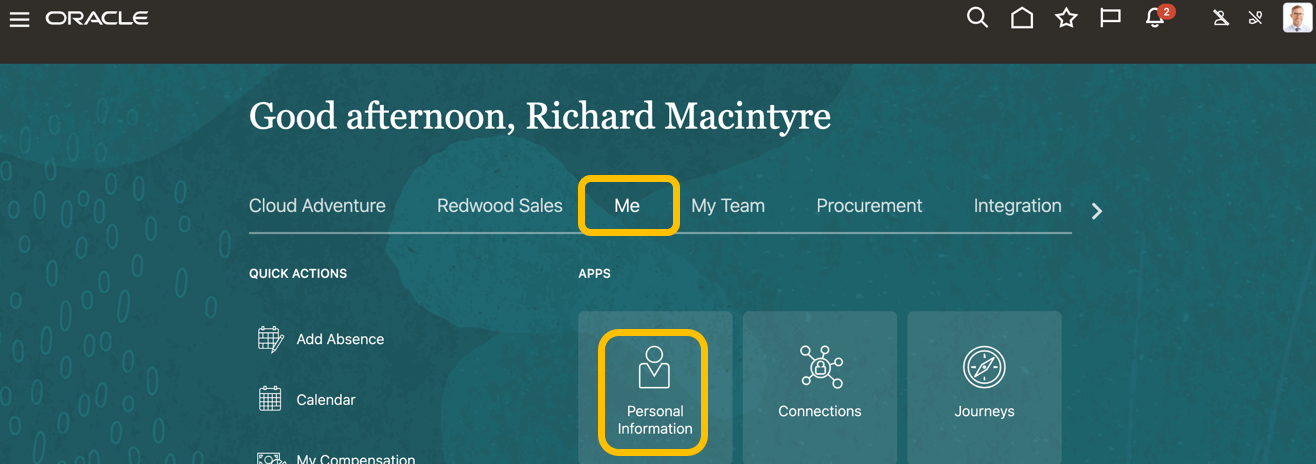 ORACLE
2
Good afternoon, Richard Macintyre
Cloud Adventure Redwood Sales Me My Team Procurement Integration
QUICK ACTIONS
Add Absence
Calendar
My Compensation
APPS
Personal
Information
Connections
Journeys